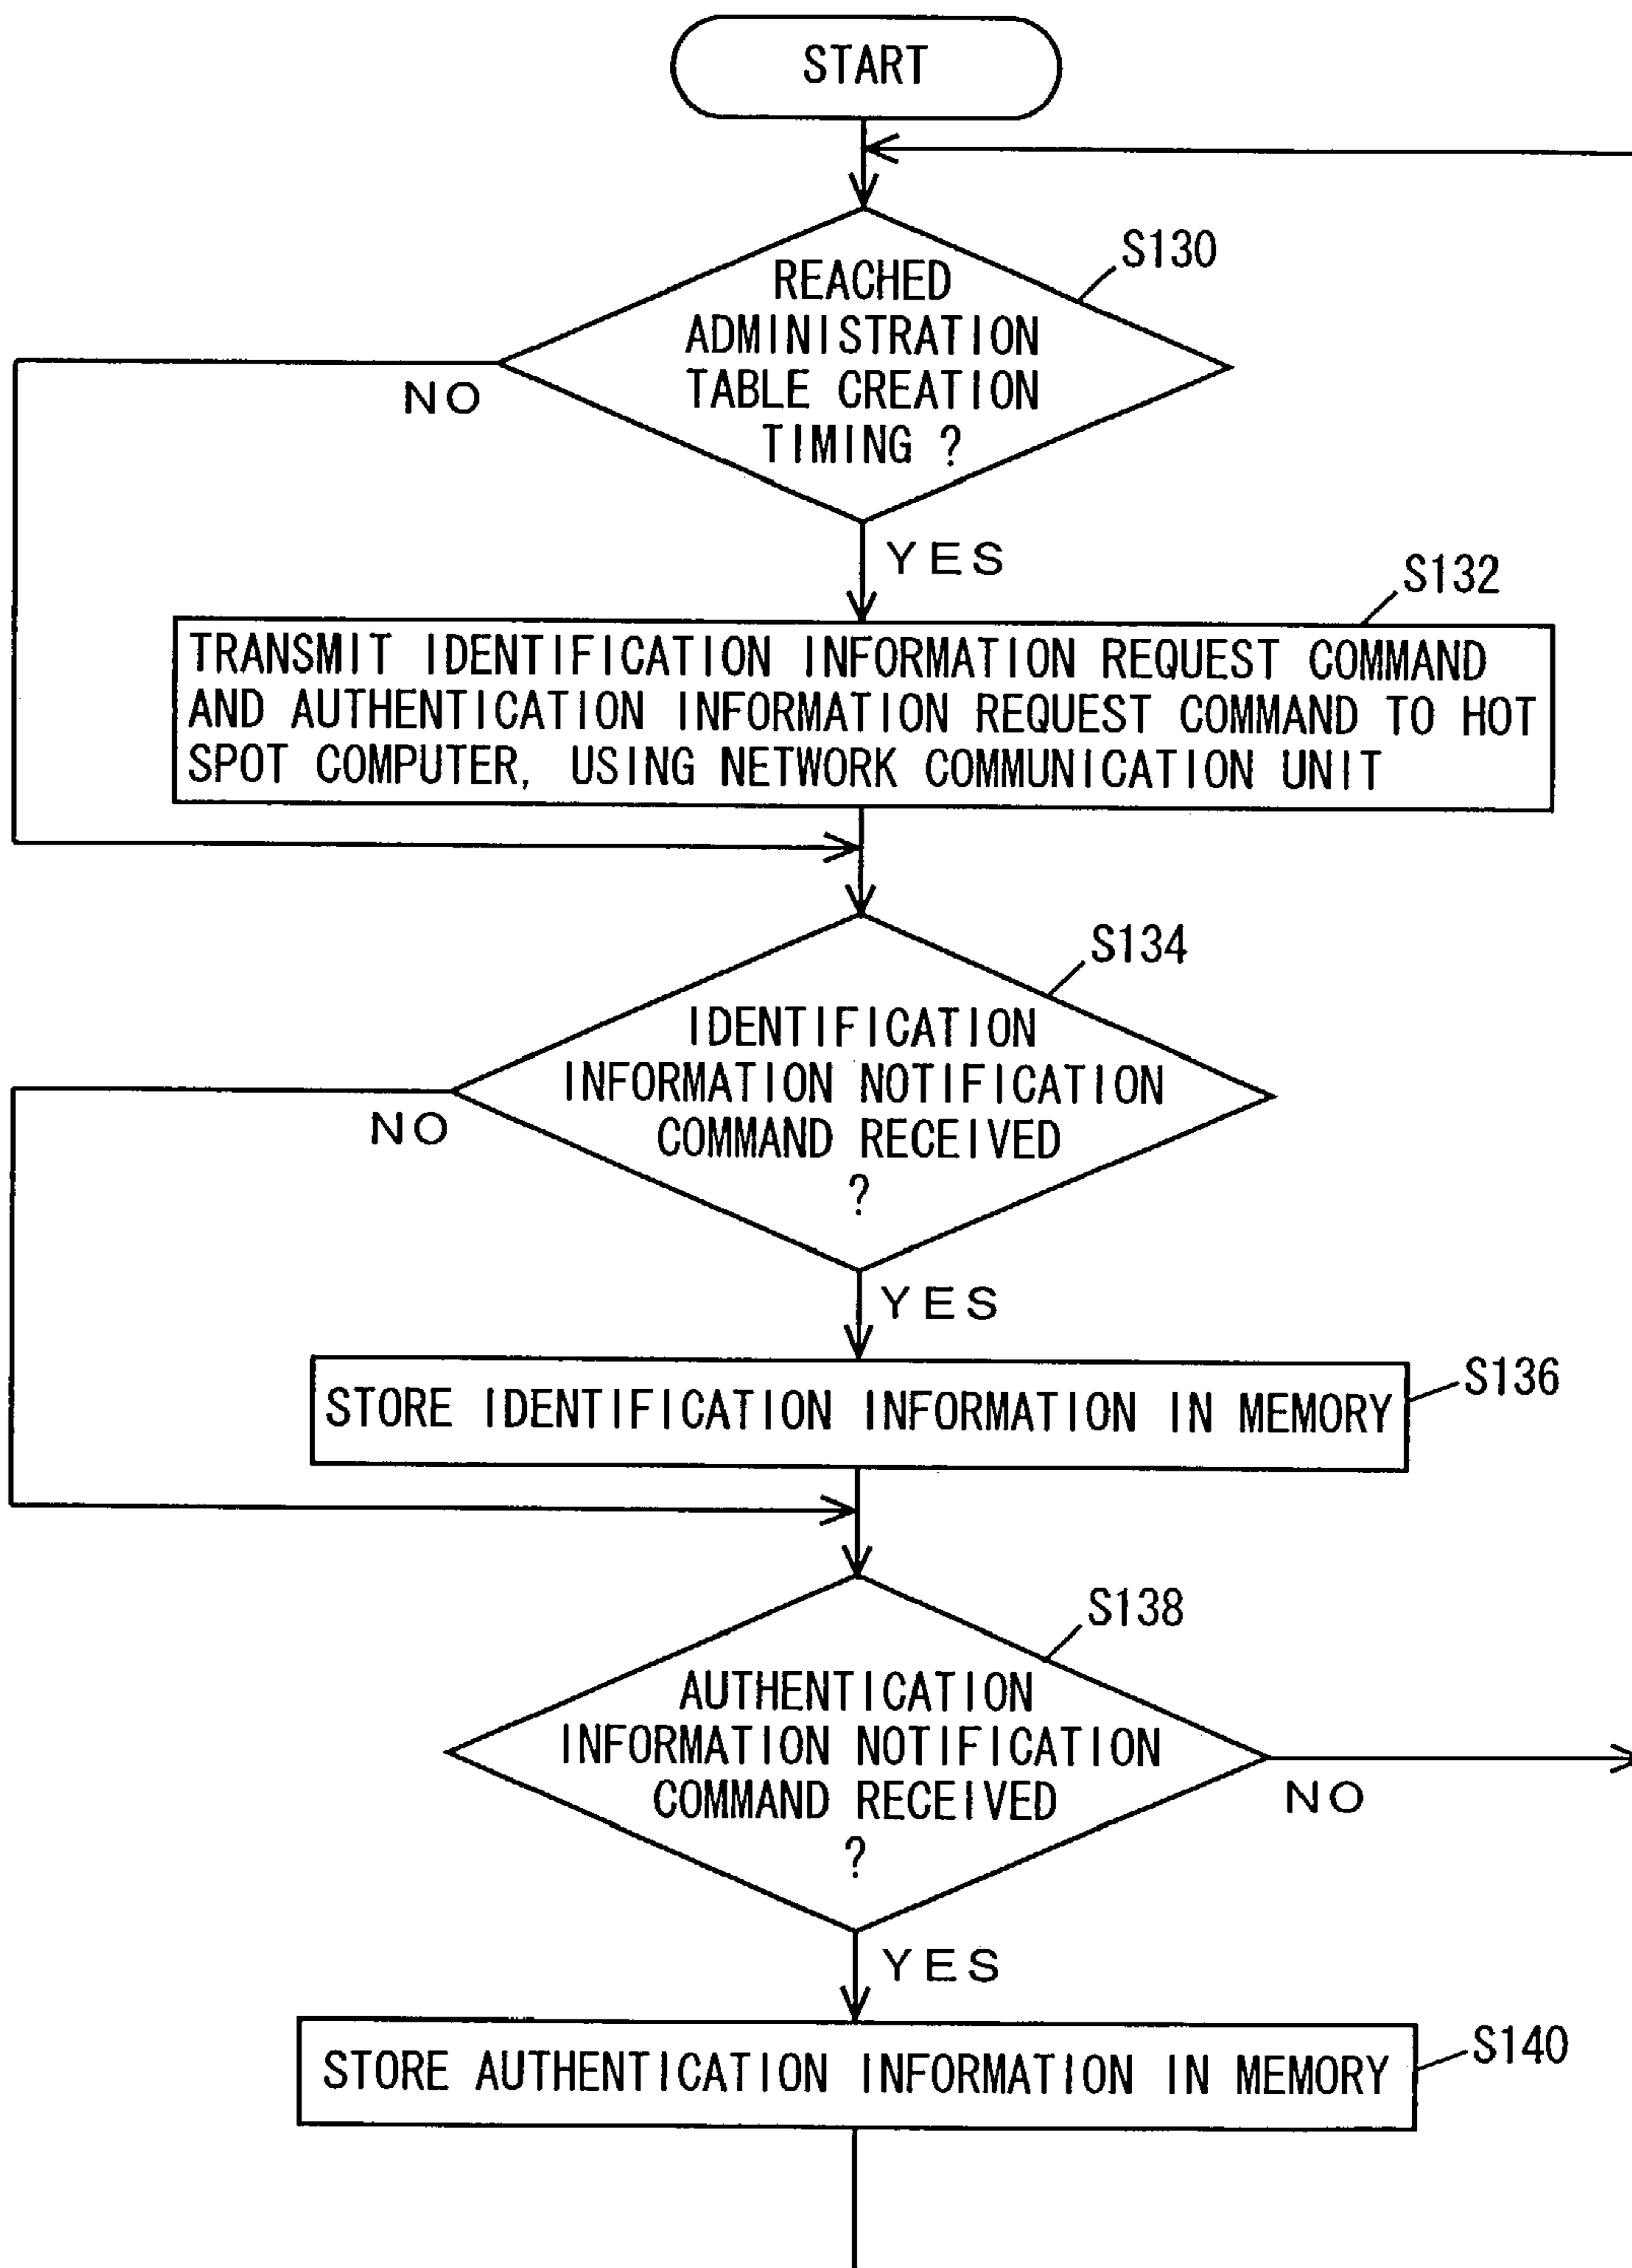 START
S130
REACHED
ADMINISTRATION
TABLE CREATION
TIMING ?
NO
YES
S132
TRANSMIT IDENTIFICATION INFORMATION REQUEST COMMAND
AND AUTHENTICATION INFORMATION REQUEST COMMAND TO HOT
SPOT COMPUTER, USING NETWORK COMMUNICATION UNIT
S134
IDENTIFICATION
INFORMATION NOTIFICATION
COMMAND RECEIVED
?
NO
YES
S136
STORE IDENTIFICATION INFORMATION IN MEMORY
S138
AUTHENTICATION
INFORMATION NOTIFICATION
COMMAND RECEIVED
?
NO
YES
S140
STORE AUTHENTICATION INFORMATION IN MEMORY